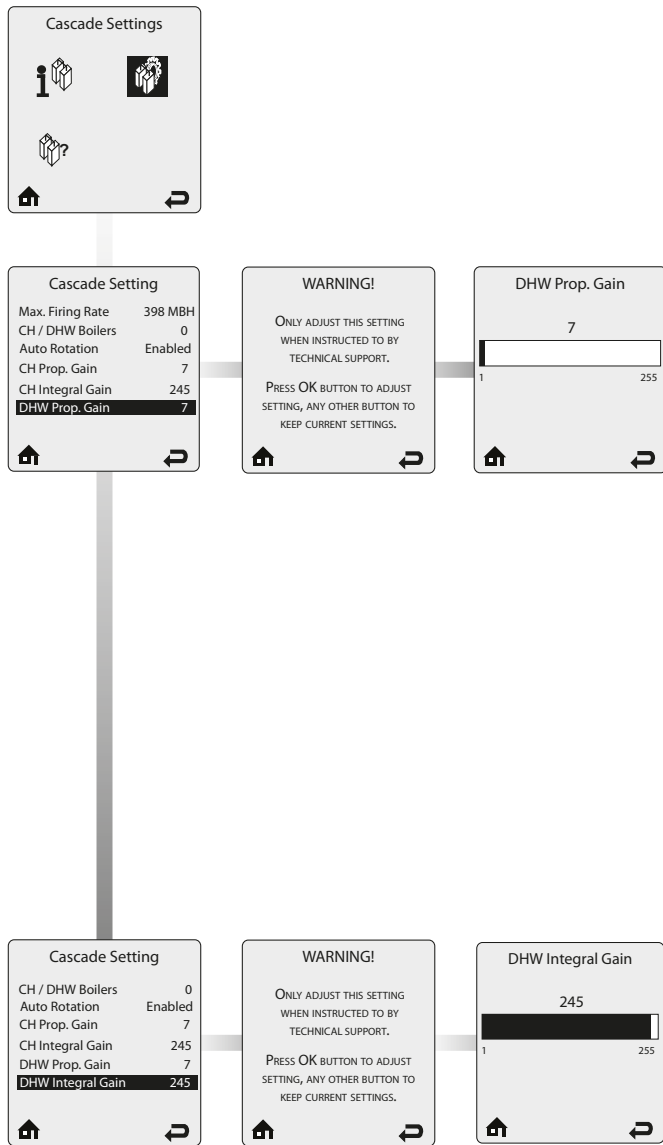 Cascade Settings
?
Cascade Setting
Max. Firing Rate 398 MBH
CH / DHW Boilers 0
Auto Rotation Enabled
CH Prop. Gain 7
CH Integral Gain 245
DHW Prop. Gain 7
WARNING!
ONLY ADJUST THIS SETTING
WHEN INSTRUCTED TO BY
TECHNICAL SUPPORT.
PRESS OK BUTTON TO ADJUST
SETTING, ANY OTHER BUTTON TO
KEEP CURRENT SETTINGS.
DHW Prop. Gain
7
1 255
Cascade Setting
CH / DHW Boilers 0
Auto Rotation Enabled
CH Prop. Gain 7
CH Integral Gain 245
DHW Prop. Gain 7
DHW Integral Gain 245
WARNING!
ONLY ADJUST THIS SETTING
WHEN INSTRUCTED TO BY
TECHNICAL SUPPORT.
PRESS OK BUTTON TO ADJUST
SETTING, ANY OTHER BUTTON TO
KEEP CURRENT SETTINGS.
DHW Integral Gain
245
1 255